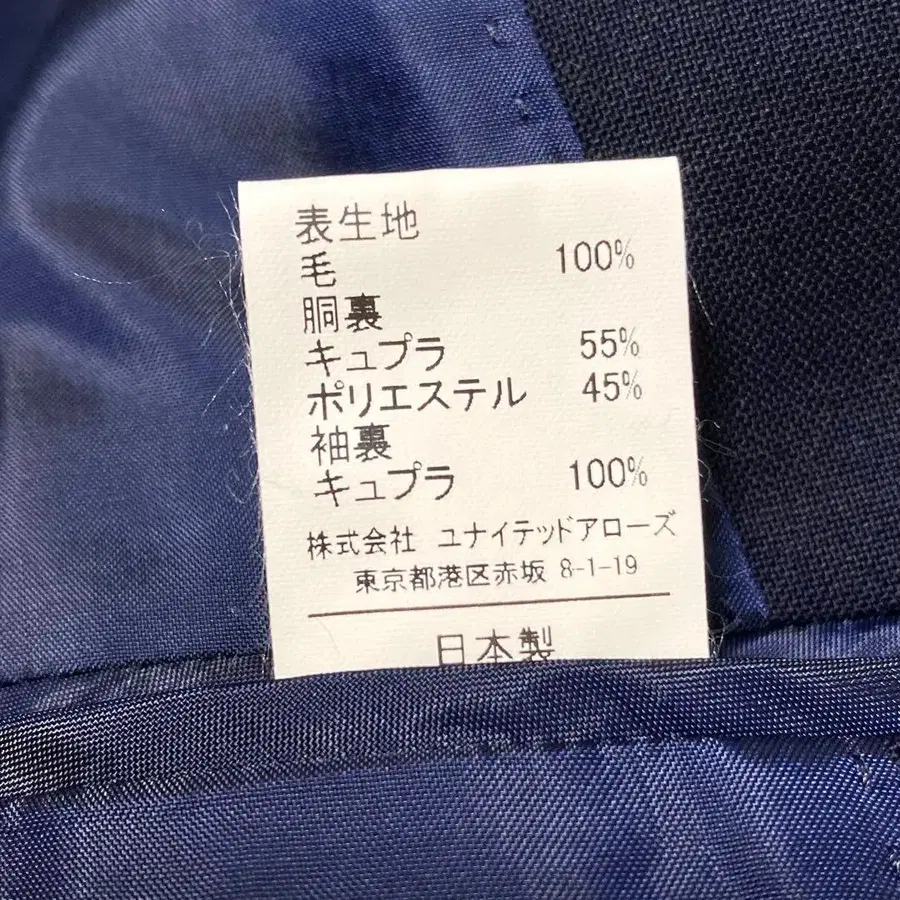 表生地
毛 100%
胴裏
キュプラ 55%
ポリエステル 45%
袖裏
キュプラ 100%
株式会社 ユナイテッドアローズ
東京都港区赤坂 8-1-19
日本製